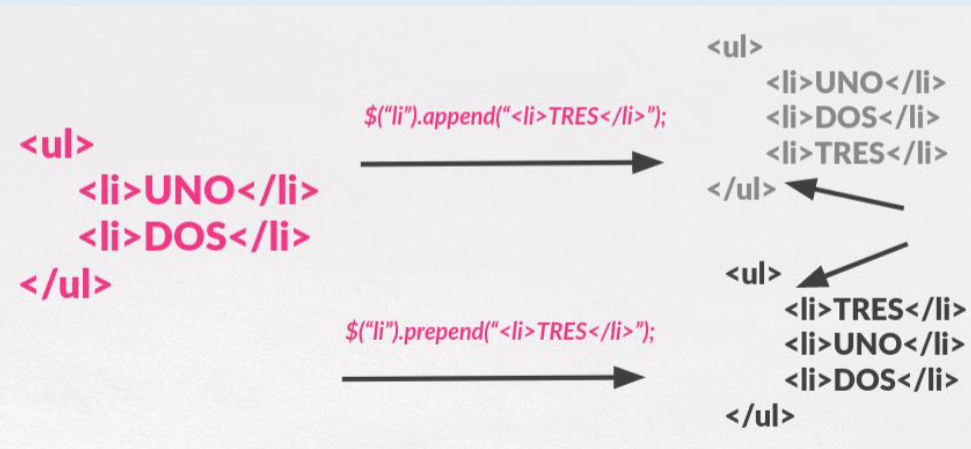 <ul>
<li>UNO</li>
<li>DOS</li>
</ul>
$(“li”).append(“<li>TRES</li>”);
<ul>
<li>UNO</li>
<li>DOS</li>
<li>TRES</li>
</ul>
$(“li”).prepend(“<li>TRES</li>”);
<ul>
<li>TRES</li>
<li>UNO</li>
<li>DOS</li>
</ul>